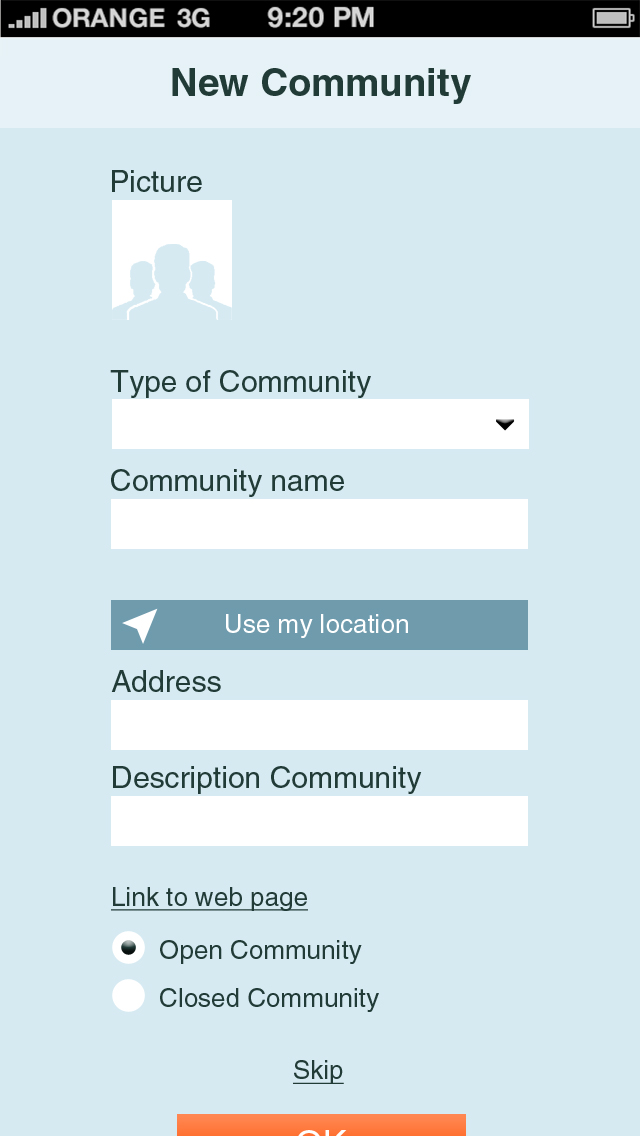 ORANGE 3G 9:20 PM
New Community
Picture
Type of Community
Community name
Use my location
Address
Description Community
Link to web page
Open Community
Closed Community
Skip
OK